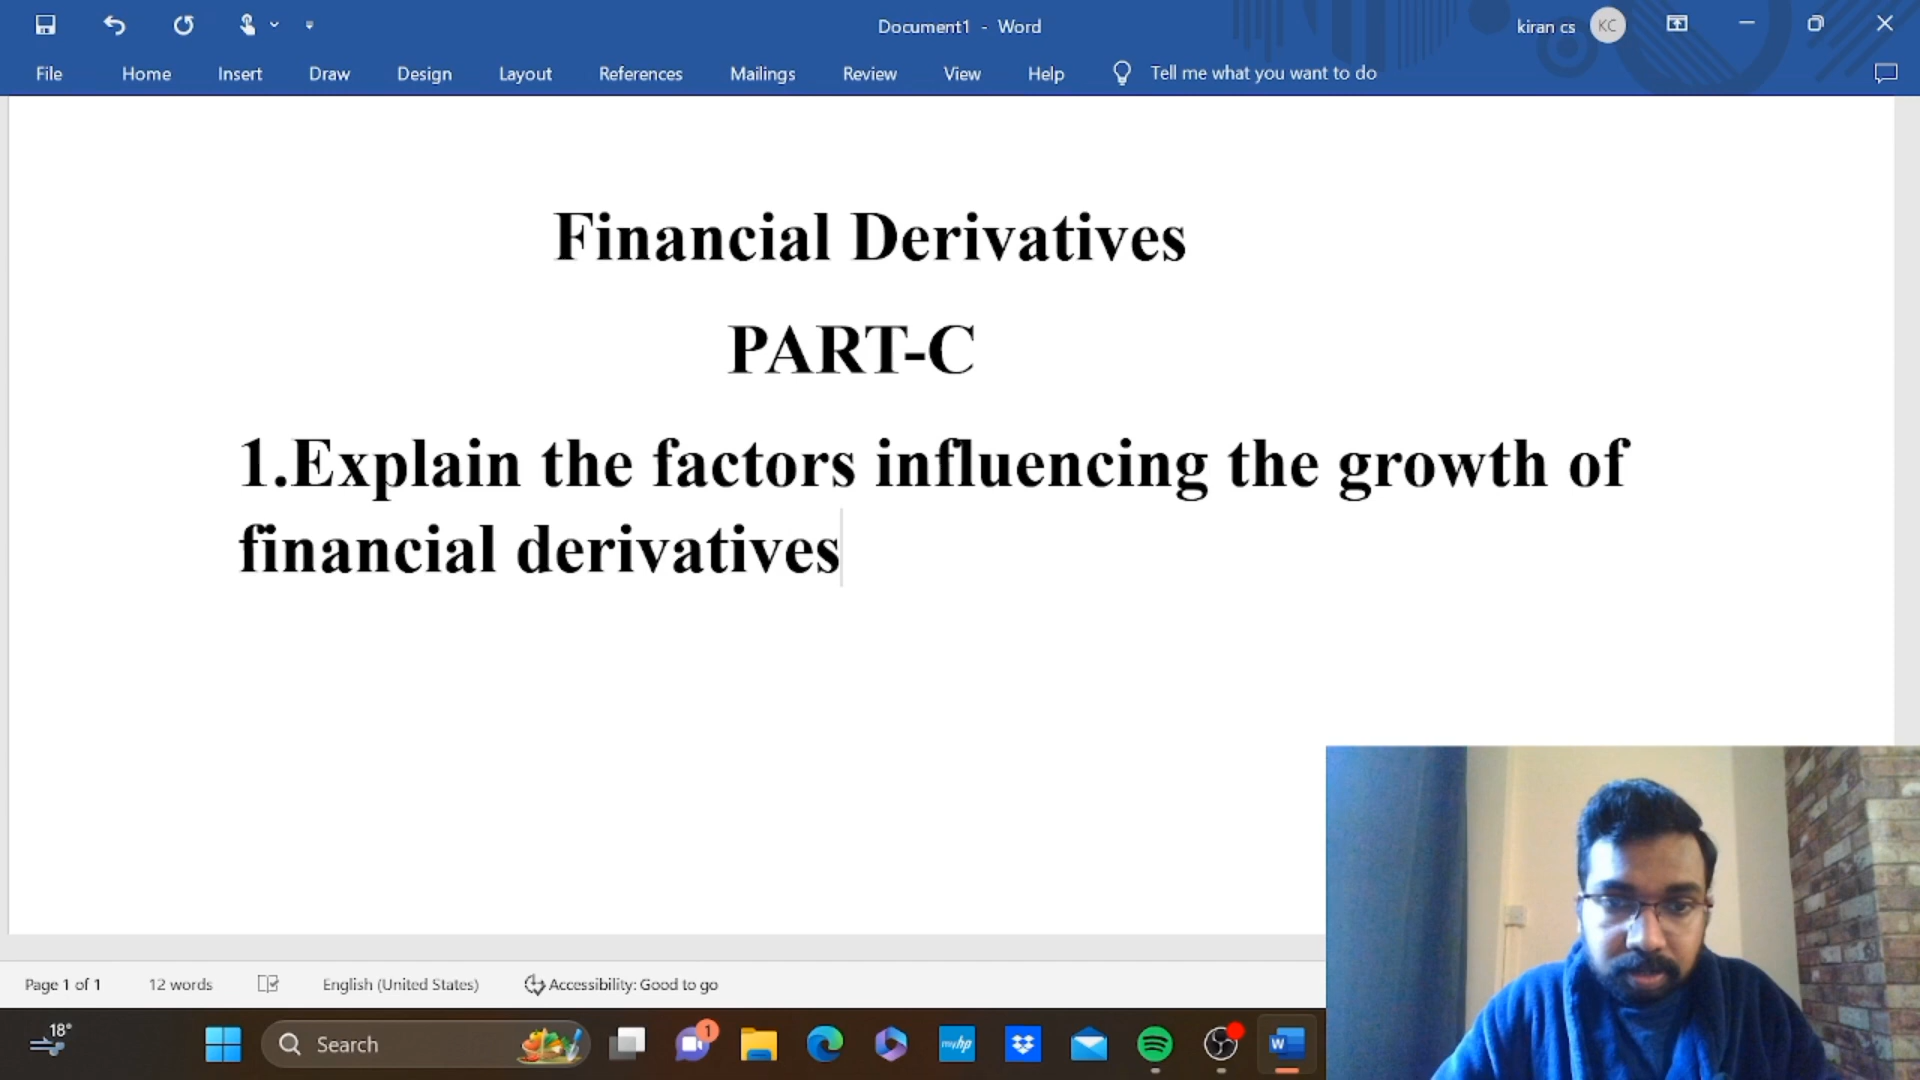 Document1 - Word
kiran cs KC
File Home Insert Draw Design Layout References Mailings Review View Help Tell me what you want to do
Financial Derivatives
PART-C
1.Explain the factors influencing the growth of
financial derivatives
Page 1 of 1 12 words English (United States) Accessibility: Good to go
18° Search 1 myhp W